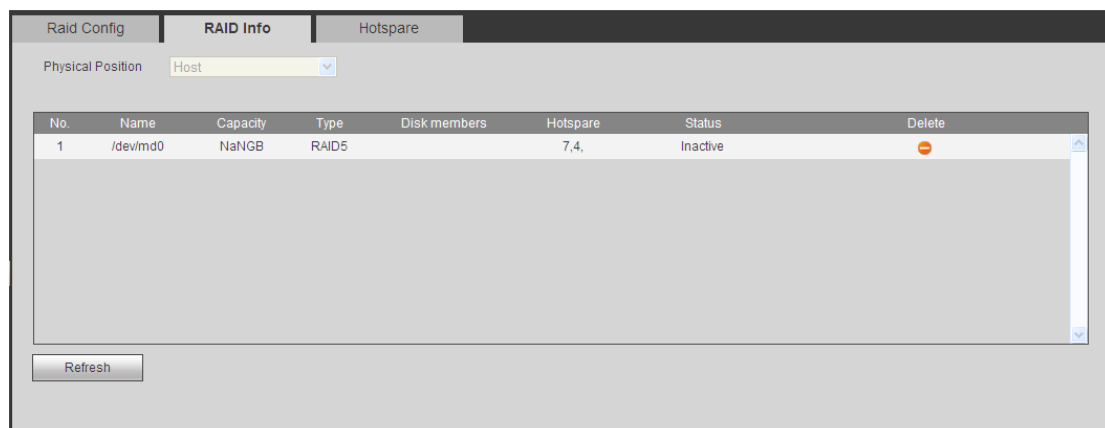 Raid Config RAID Info Hotspare
Physical Position Host
No. Name Capacity Type Disk members Hotspare Status Delete
1 /dev/md0 NaNGB RAID5 7,4, Inactive
Refresh